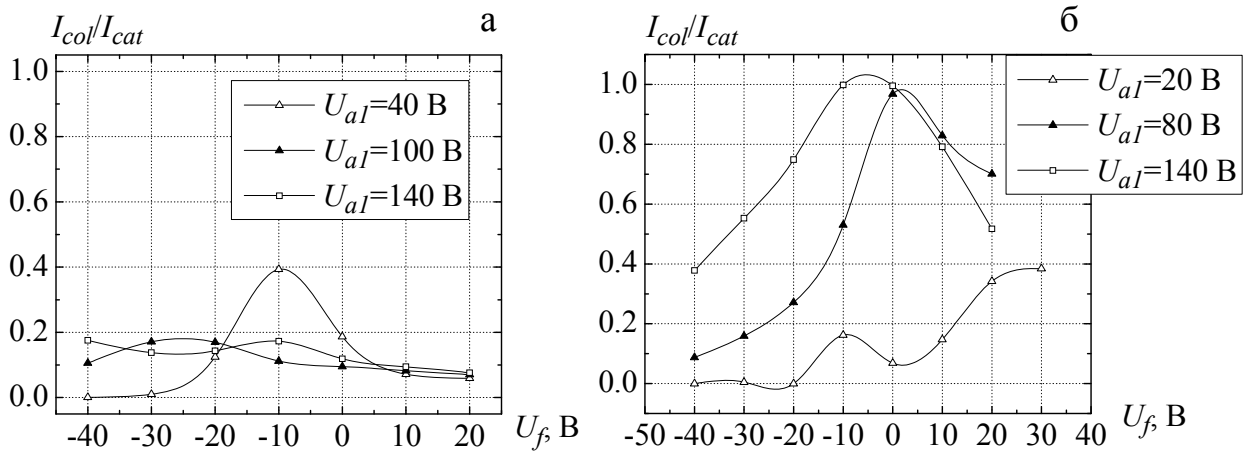 I_col/I_cat
а
1.0
0.8
0.6
0.4
0.2
0.0
U_a1=40 В
U_a1=100 В
U_a1=140 В
-40 -30 -20 -10 0 10 20
U_f, В
I_col/I_cat
б
1.0
0.8
0.6
0.4
0.2
0.0
U_a1=20 В
U_a1=80 В
U_a1=140 В
-50 -40 -30 -20 -10 0 10 20 30 40
U_f, В